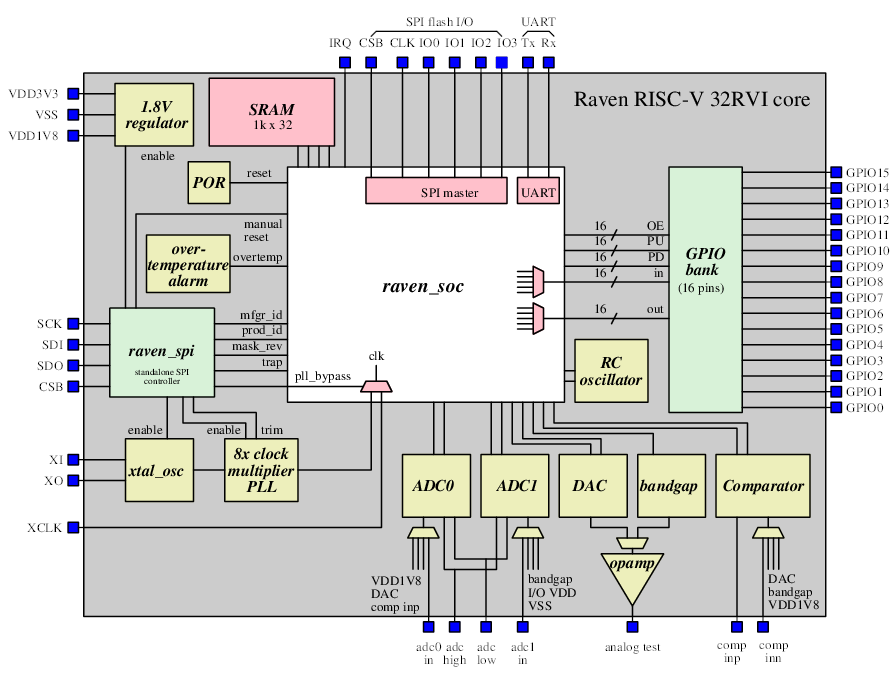 SPI flash I/O UART
IRQ CSB CLK IO0 IO1 IO2 IO3 Tx Rx
Raven RISC-V 32RVI core
VDD3V3
VSS
VDD1V8
1.8V
regulator
enable
SRAM
1k x 32
POR
reset
manual
reset
over-
temperature
alarm
overtemp
SPI master
UART
raven_soc
16 OE
16 PU
16 PD
16 in
16 out
GPIO
bank
(16 pins)
GPIO15
GPIO14
GPIO13
GPIO12
GPIO11
GPIO10
GPIO9
GPIO8
GPIO7
GPIO6
GPIO5
GPIO4
GPIO3
GPIO2
GPIO1
GPIO0
SCK
SDI
SDO
CSB
raven_spi
standalone SPI
controller
mfgr_id
prod_id
mask_rev
trap
pll_bypass
clk
RC
oscillator
enable
enable
trim
XI
XO
xtal_osc
8x clock
multiplier
PLL
XCLK
ADC0
ADC1
DAC
bandgap
Comparator
opamp
VDD1V8
DAC
comp inp
bandgap
I/O VDD
VSS
DAC
bandgap
VDD1V8
adc0
in
adc
high
adc
low
adc1
in
analog test
comp
inp
comp
inn